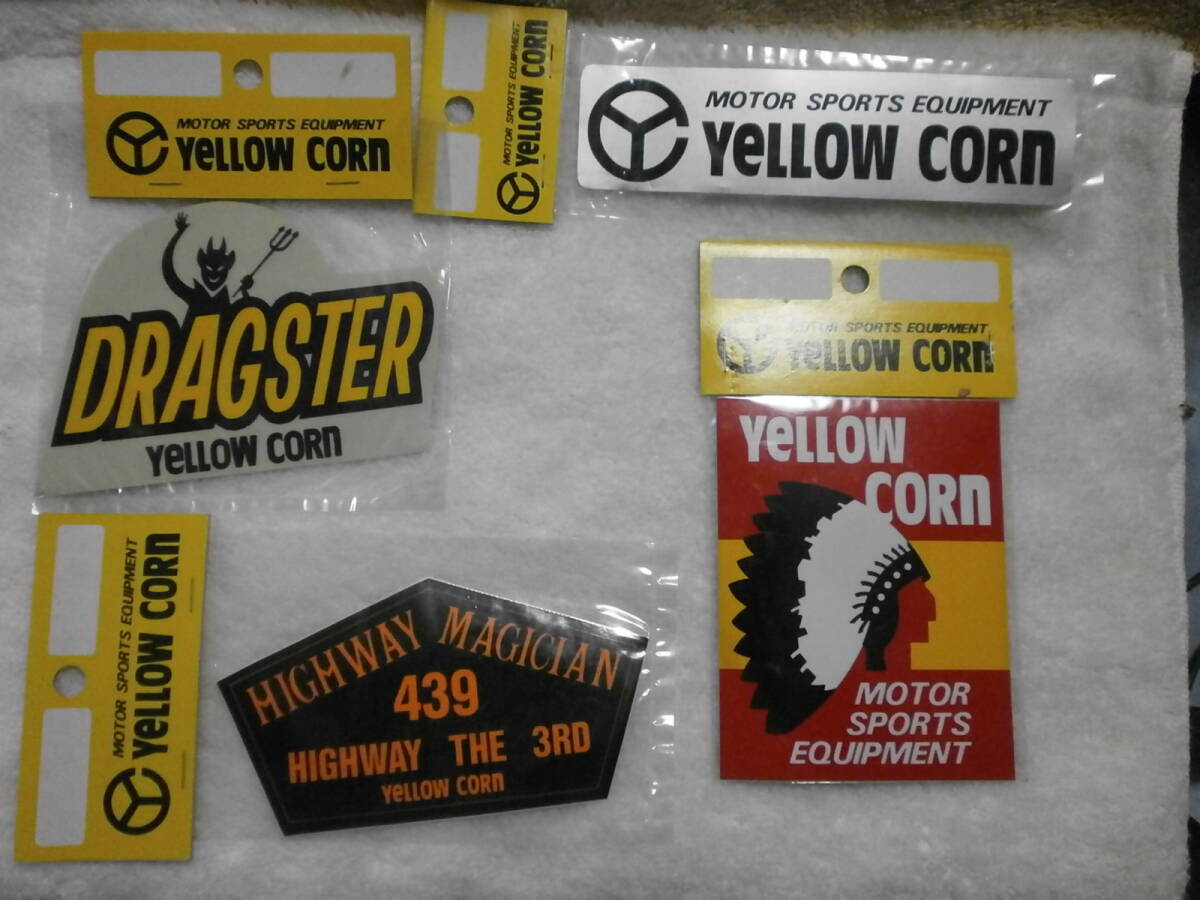 MOTOR SPORTS EQUIPMENT
YeLLOW CORn
MOTOR SPORTS EQUIPMENT
YeLLOW CORn
MOTOR SPORTS EQUIPMENT
YeLLOW CORn
DRAGSTER
YeLLOW CORn
MOTOR SPORTS EQUIPMENT
YeLLOW CORn
YeLLOW
CORn
MOTOR
SPORTS
EQUIPMENT
MOTOR SPORTS EQUIPMENT
YeLLOW CORn
HIGHWAY MAGICIAN
439
HIGHWAY THE 3RD
YeLLOW CORn